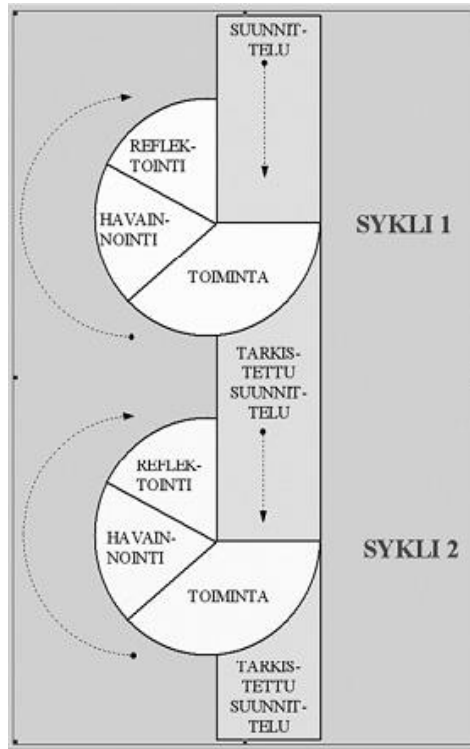 SUUNNIT-
TELU
REFLEK-
TOINTI
HAVAIN-
NOINTI
TOIMINTA
SYKLI 1
TARKIS-
TETTU
SUUNNIT-
TELU
REFLEK-
TOINTI
HAVAIN-
NOINTI
TOIMINTA
SYKLI 2
TARKIS-
TETTU
SUUNNIT-
TELU